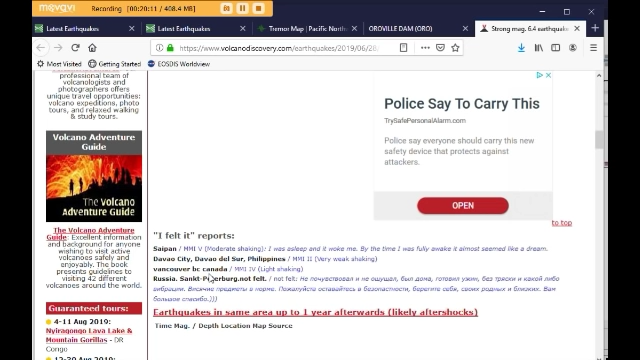 movavi
Recording: (2:0:0)
00:20:11 / 408.4 MB
Latest Earthquakes
Latest Earthquakes
Tremor Map | Pacific North
OROVILLE DAM (ORO)
Strong mag. 6.4 earthquake
https://www.volcanodiscovery.com/earthquakes/2019/06/28
Most Visited
Getting Started
EOSDIS Worldview
professional team of
volcanologists and
photographers offers
unique travel opportunities:
volcano expeditions, photo
tours, and relaxed walking
& study tours.
Volcano Adventure
Guide
The Volcano
Adventure Guide
The Volcano Adventure
Guide: Excellent information
and background for anyone
wishing to visit active
volcanoes safely and
enjoyably. The book
presents guidelines to
visiting 42 different
volcanoes around the world.
Guaranteed tours:
4-11 Aug 2019:
Nyiragongo Lava Lake &
Mountain Gorillas - DR
Congo
12-30 Aug 2019
Police Say To Carry This
TrySafePersonalAlarm.com
Police say everyone should carry this new
safety device that protects against
attackers.
OPEN
to top
"I felt it" reports:
Saipan / MMI V (Moderate shaking): I was asleep and it woke me. By the time I was fully awake it almost seemed like a dream.
Davao City, Davao del Sur, Philippines / MMI II (Very weak shaking)
vancouver bc canada / MMI IV (Light shaking)
Russia. Sankt-Peterburg.not felt. / not felt: Не почувствовал и не ощущал, был дома, готовил ужин, без тряски и какой либо
вибрации. Висячие предметы в норме. Пожалуйста оставайтесь в безопасности, берегите себя, своих родных и близких. Вам
большое спасибо.)))
Earthquakes in same area up to 1 year afterwards (likely aftershocks)
Time Mag. / Depth Location Map Source